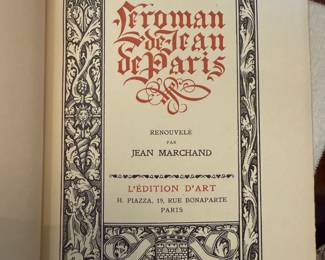 Le roman
de Jean
de Paris
RENOUVELÉ
PAR
JEAN MARCHAND
L'ÉDITION D'ART
H. PIAZZA, 19, RUE BONAPARTE
PARIS